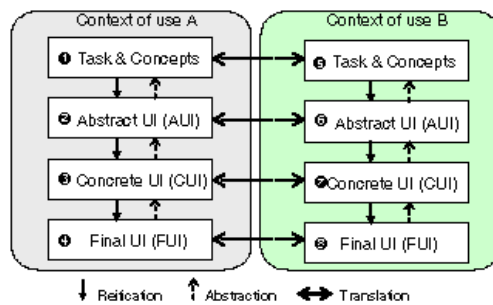 Context of use A
Context of use B
❶ Task & Concepts
❺ Task & Concepts
❷ Abstract UI (AUI)
❻ Abstract UI (AUI)
❸ Concrete UI (CUI)
❼ Concrete UI (CUI)
❹ Final UI (FUI)
❽ Final UI (FUI)
Reification
Abstraction
Translation